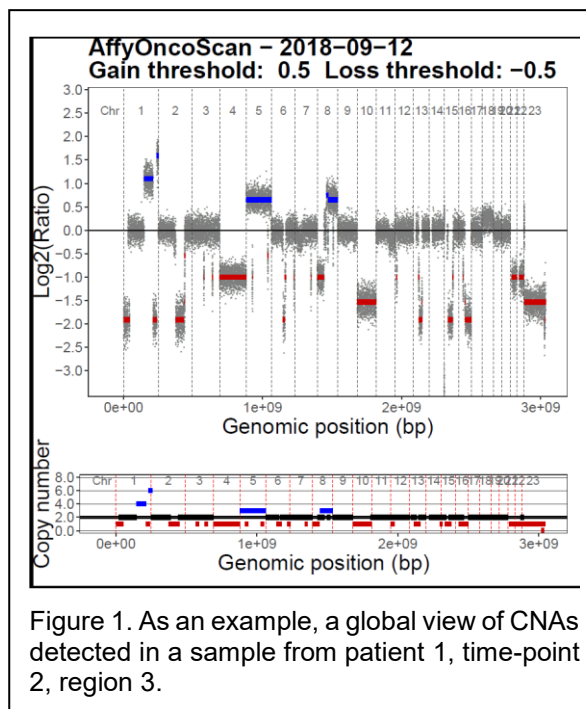 AffyOncoScan − 2018−09−12
Gain threshold: 0.5 Loss threshold: −0.5
Log2(Ratio)
3.0
2.5
2.0
1.5
1.0
0.5
0.0
−0.5
−1.0
−1.5
−2.0
−2.5
−3.0
Chr 1 2 3 4 5 6 7 8 9 10 11 12 13 14 15 16 17 18 19 20 21 22 23
0e+00 1e+09 2e+09 3e+09
Genomic position (bp)
Copy number
8.0
6.0
4.0
2.0
0.0
Chr 1 2 3 4 5 6 7 8 9 10 11 12 13 14 15 16 17 18 19 20 21 22 23
0e+00 1e+09 2e+09 3e+09
Genomic position (bp)
Figure 1. As an example, a global view of CNAs
detected in a sample from patient 1, time-point
2, region 3.